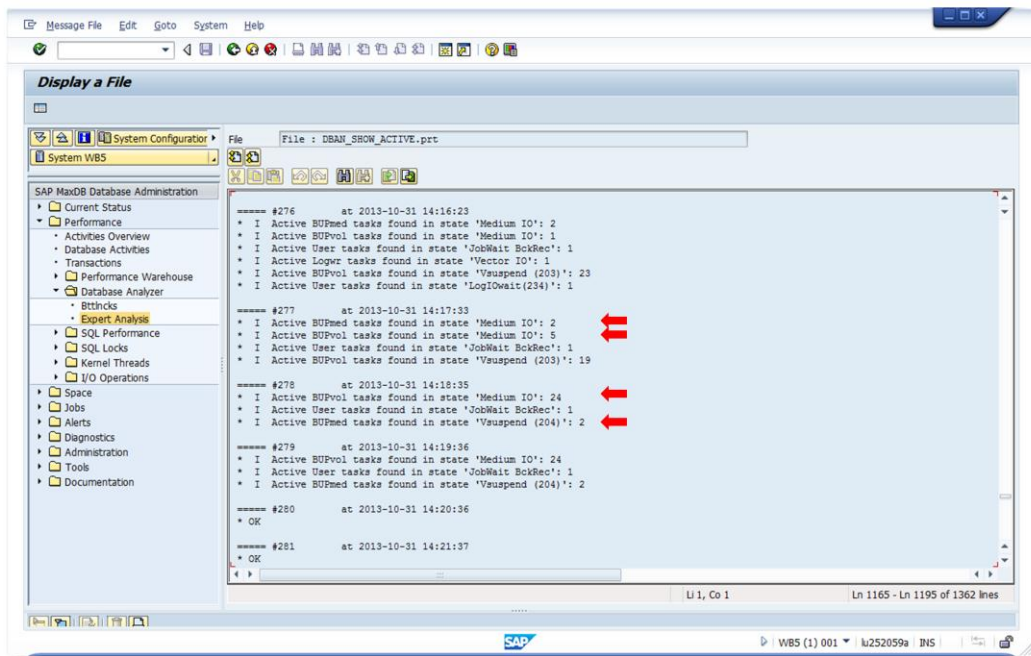 Message File Edit Goto System Help
Display a File
System Configuration
System WB5
SAP MaxDB Database Administration
Current Status
Performance
Activities Overview
Database Activities
Transactions
Performance Warehouse
Database Analyzer
Bttlncks
Expert Analysis
SQL Performance
SQL Locks
Kernel Threads
I/O Operations
Space
Jobs
Alerts
Diagnostics
Administration
Tools
Documentation
File File : DBAN_SHOW_ACTIVE.prt
===== #276 at 2013-10-31 14:16:23
* I Active BUPmed tasks found in state 'Medium IO': 2
* I Active BUPvol tasks found in state 'Medium IO': 1
* I Active User tasks found in state 'JobWait BckRec': 1
* I Active Logwr tasks found in state 'Vector IO': 1
* I Active BUPvol tasks found in state 'Vsuspend (203)': 23
* I Active User tasks found in state 'LogIOwait(234)': 1
===== #277 at 2013-10-31 14:17:33
* I Active BUPmed tasks found in state 'Medium IO': 2
* I Active BUPvol tasks found in state 'Medium IO': 5
* I Active User tasks found in state 'JobWait BckRec': 1
* I Active BUPvol tasks found in state 'Vsuspend (203)': 19
===== #278 at 2013-10-31 14:18:35
* I Active BUPvol tasks found in state 'Medium IO': 24
* I Active User tasks found in state 'JobWait BckRec': 1
* I Active BUPmed tasks found in state 'Vsuspend (204)': 2
===== #279 at 2013-10-31 14:19:36
* I Active BUPvol tasks found in state 'Medium IO': 24
* I Active User tasks found in state 'JobWait BckRec': 1
* I Active BUPmed tasks found in state 'Vsuspend (204)': 2
===== #280 at 2013-10-31 14:20:36
* OK
===== #281 at 2013-10-31 14:21:37
* OK
Li 1, Co 1 Ln 1165 - Ln 1195 of 1362 lines
SAP WB5 (1) 001 lu252059a INS